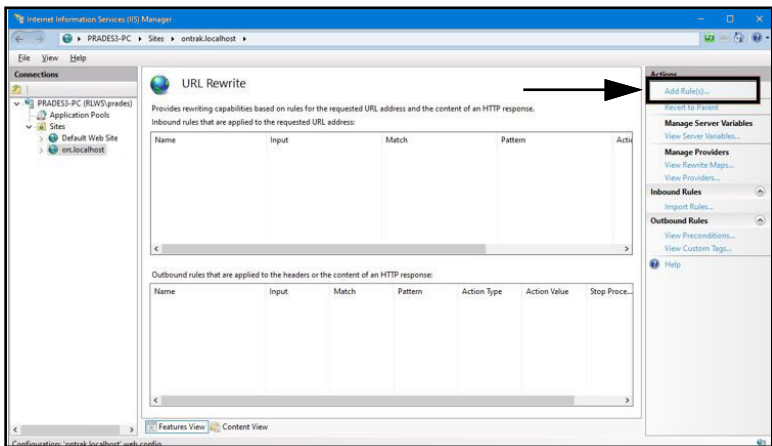 Internet Information Services (IIS) Manager
PRADES3-PC Sites ontrak.localhost
File View Help
Connections
PRADES3-PC (RLWS\prades)
Application Pools
Sites
Default Web Site
on.localhost
URL Rewrite
Provides rewriting capabilities based on rules for the requested URL address and the content of an HTTP response.
Inbound rules that are applied to the requested URL address:
Name Input Match Pattern Acti
Outbound rules that are applied to the headers or the content of an HTTP response:
Name Input Match Pattern Action Type Action Value Stop Proce...
Features View Content View
Configuration: 'ontrak.localhost' web.config
Actions
Add Rule(s)...
Revert to Parent
Manage Server Variables
View Server Variables...
Manage Providers
View Rewrite Maps...
View Providers...
Inbound Rules
Import Rules...
Outbound Rules
View Preconditions...
View Custom Tags...
Help